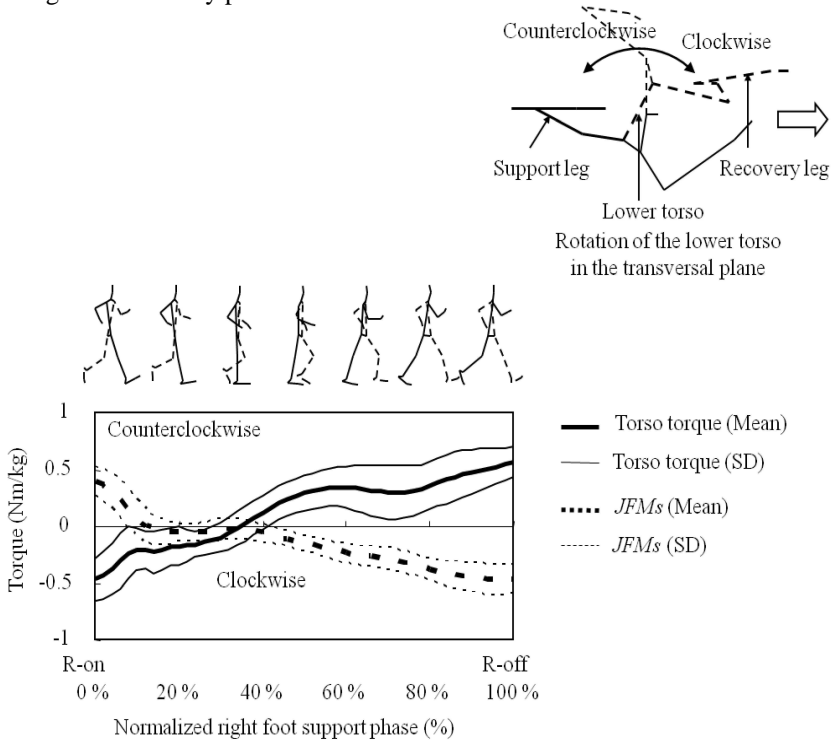 Counterclockwise
Clockwise
Support leg
Recovery leg
Lower torso
Rotation of the lower torso
in the transversal plane
1
0.5
0
-0.5
-1
Torque (Nm/kg)
Counterclockwise
Clockwise
Torso torque (Mean)
Torso torque (SD)
JFMs (Mean)
JFMs (SD)
R-on
R-off
0 % 20 % 40 % 60 % 80 % 100 %
Normalized right foot support phase (%)